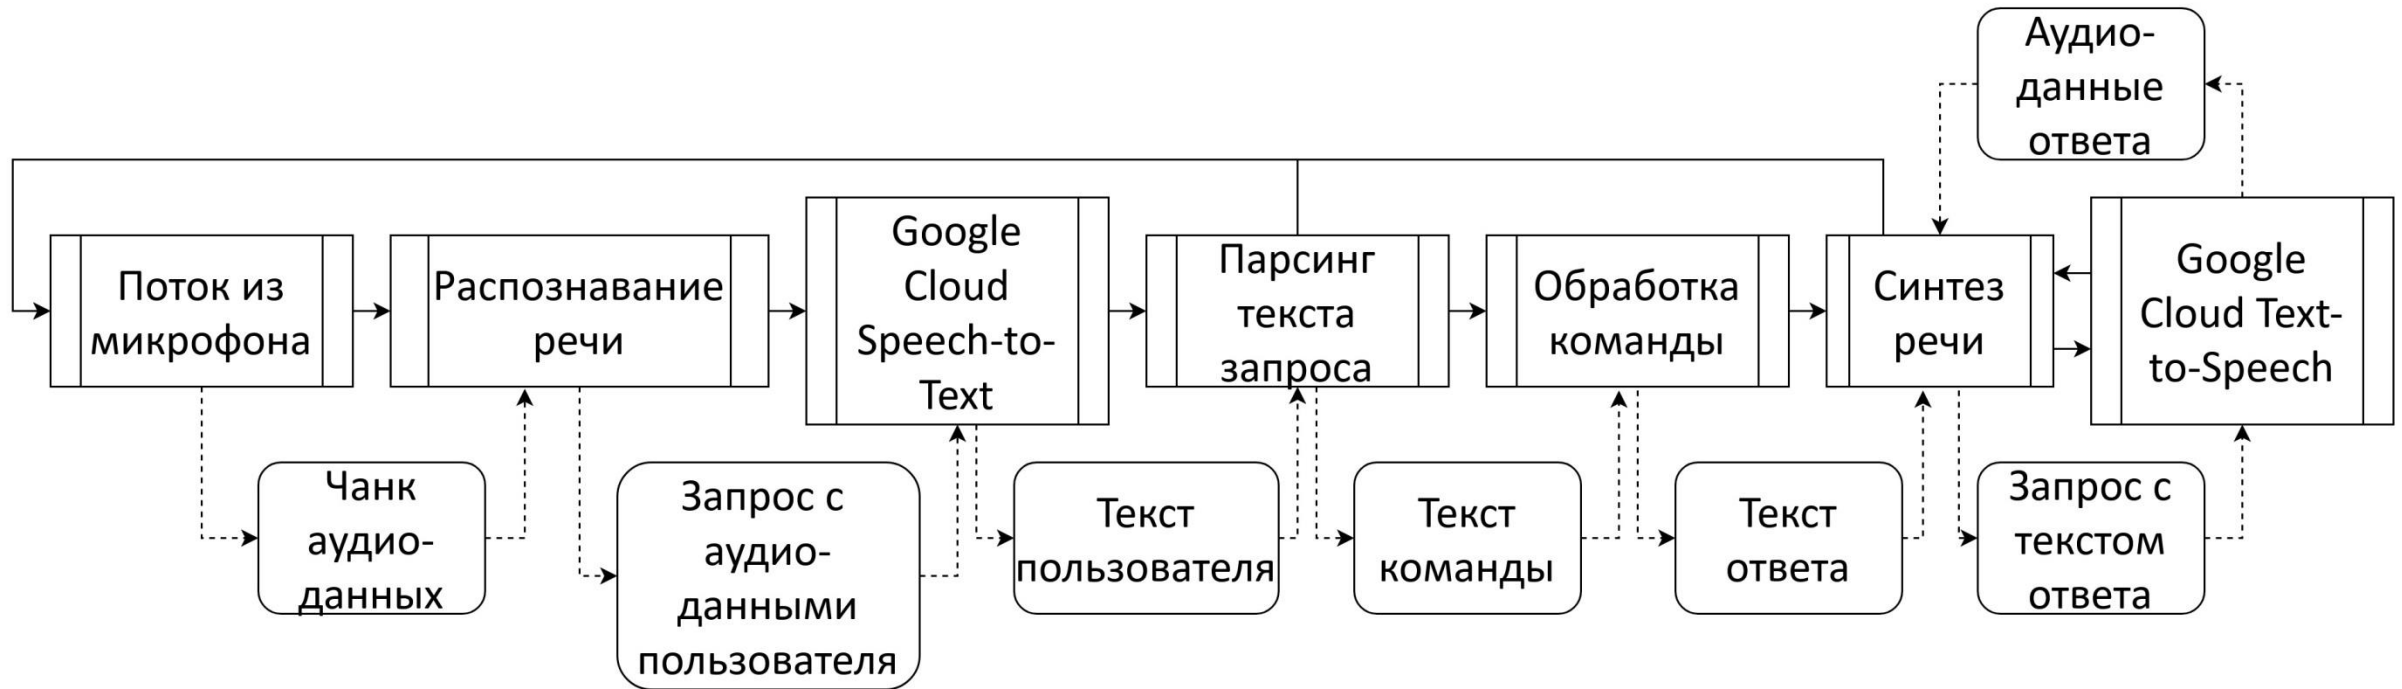 Аудио-
данные
ответа
Поток из
микрофона
Распознавание
речи
Google
Cloud
Speech-to-
Text
Парсинг
текста
запроса
Обработка
команды
Синтез
речи
Google
Cloud Text-
to-Speech
Чанк
аудио-
данных
Запрос с
аудио-
данными
пользователя
Текст
пользователя
Текст
команды
Текст
ответа
Запрос с
текстом
ответа